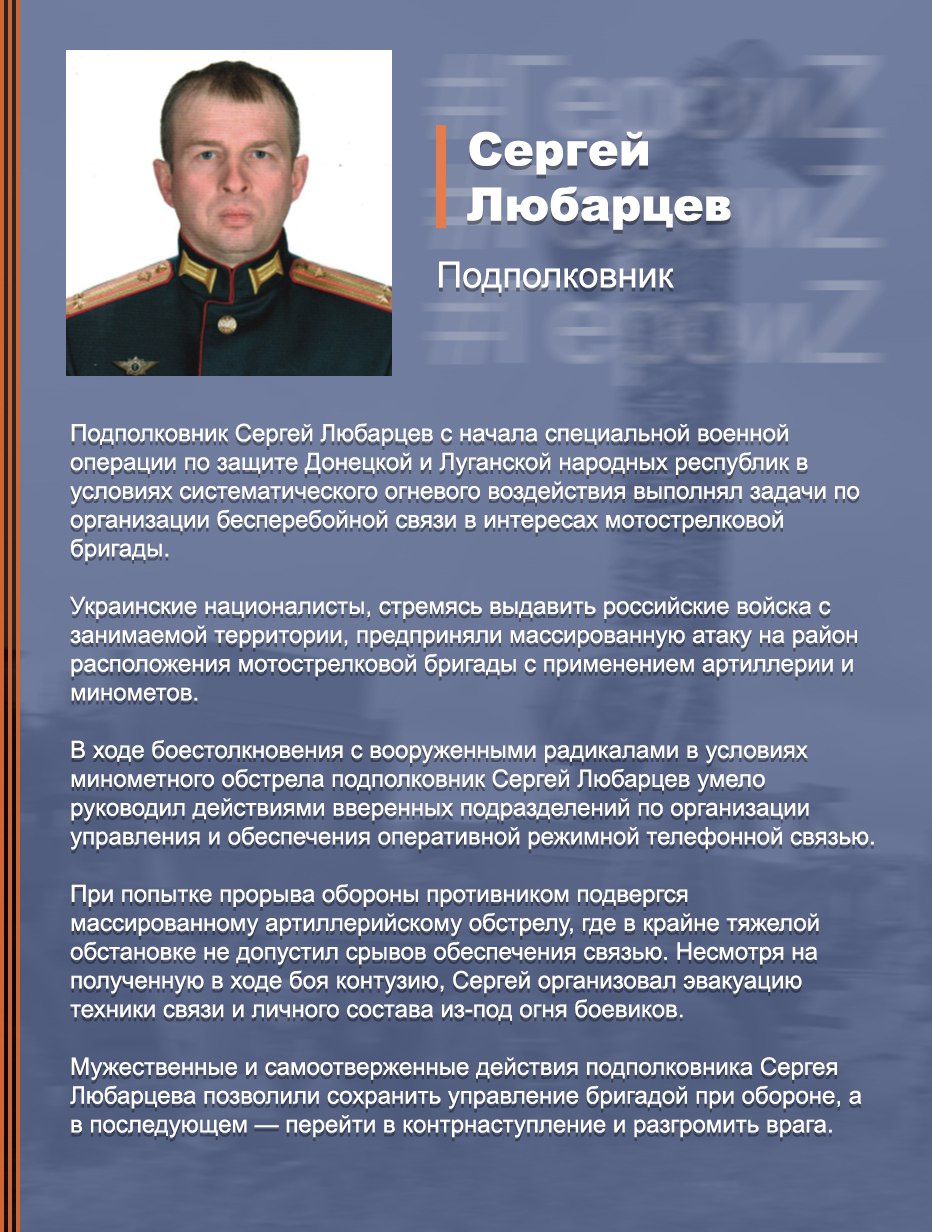 #ГероиZ
Сергей
#ГероиZ
Любарцев
Подполковник
#ГероиZ
Подполковник Сергей Любарцев с начала специальной военной
операции по защите Донецкой и Луганской народных республик в
условиях систематического огневого воздействия выполнял задачи по
организации бесперебойной связи в интересах мотострелковой
бригады.
Украинские националисты, стремясь выдавить российские войска с
занимаемой территории, предприняли массированную атаку на район
расположения мотострелковой бригады с применением артиллерии и
минометов.
В ходе боестолкновения с вооруженными радикалами в условиях
минометного обстрела подполковник Сергей Любарцев умело
руководил действиями вверенных подразделений по организации
управления и обеспечения оперативной режимной телефонной связью.
При попытке прорыва обороны противником подвергся
массированному артиллерийскому обстрелу, где в крайне тяжелой
обстановке не допустил срывов обеспечения связью. Несмотря на
полученную в ходе боя контузию, Сергей организовал эвакуацию
техники связи и личного состава из-под огня боевиков.
Мужественные и самоотверженные действия подполковника Сергея
Любарцева позволили сохранить управление бригадой при обороне, а
в последующем — перейти в контрнаступление и разгромить врага.